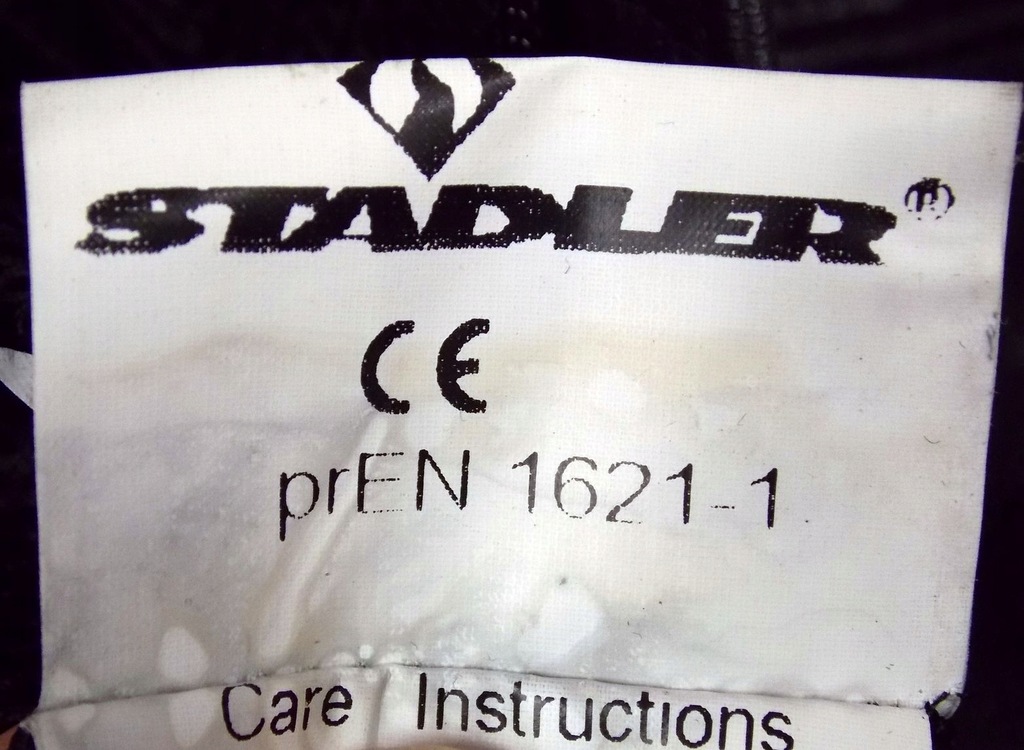 STADLER®
CE
prEN 1621-1
Care Instructions